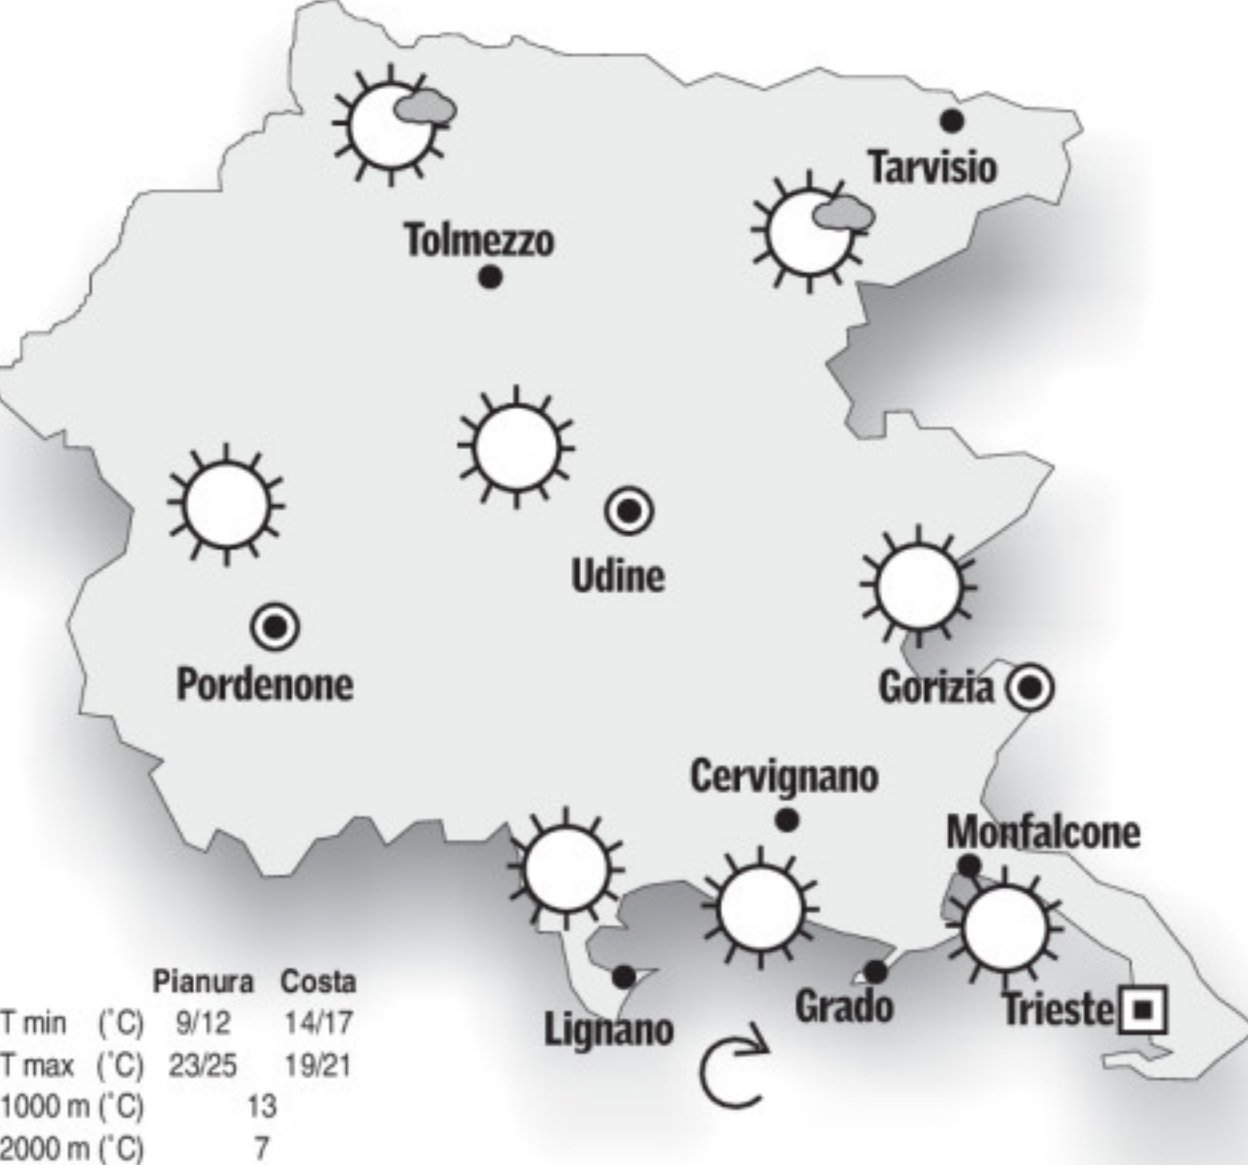 Tarvisio
Tolmezzo
Udine
Pordenone
Gorizia
Cervignano
Monfalcone
Grado
Trieste
Lignano
Pianura Costa
T min (°C) 9/12 14/17
T max (°C) 23/25 19/21
1000 m (°C) 13
2000 m (°C) 7